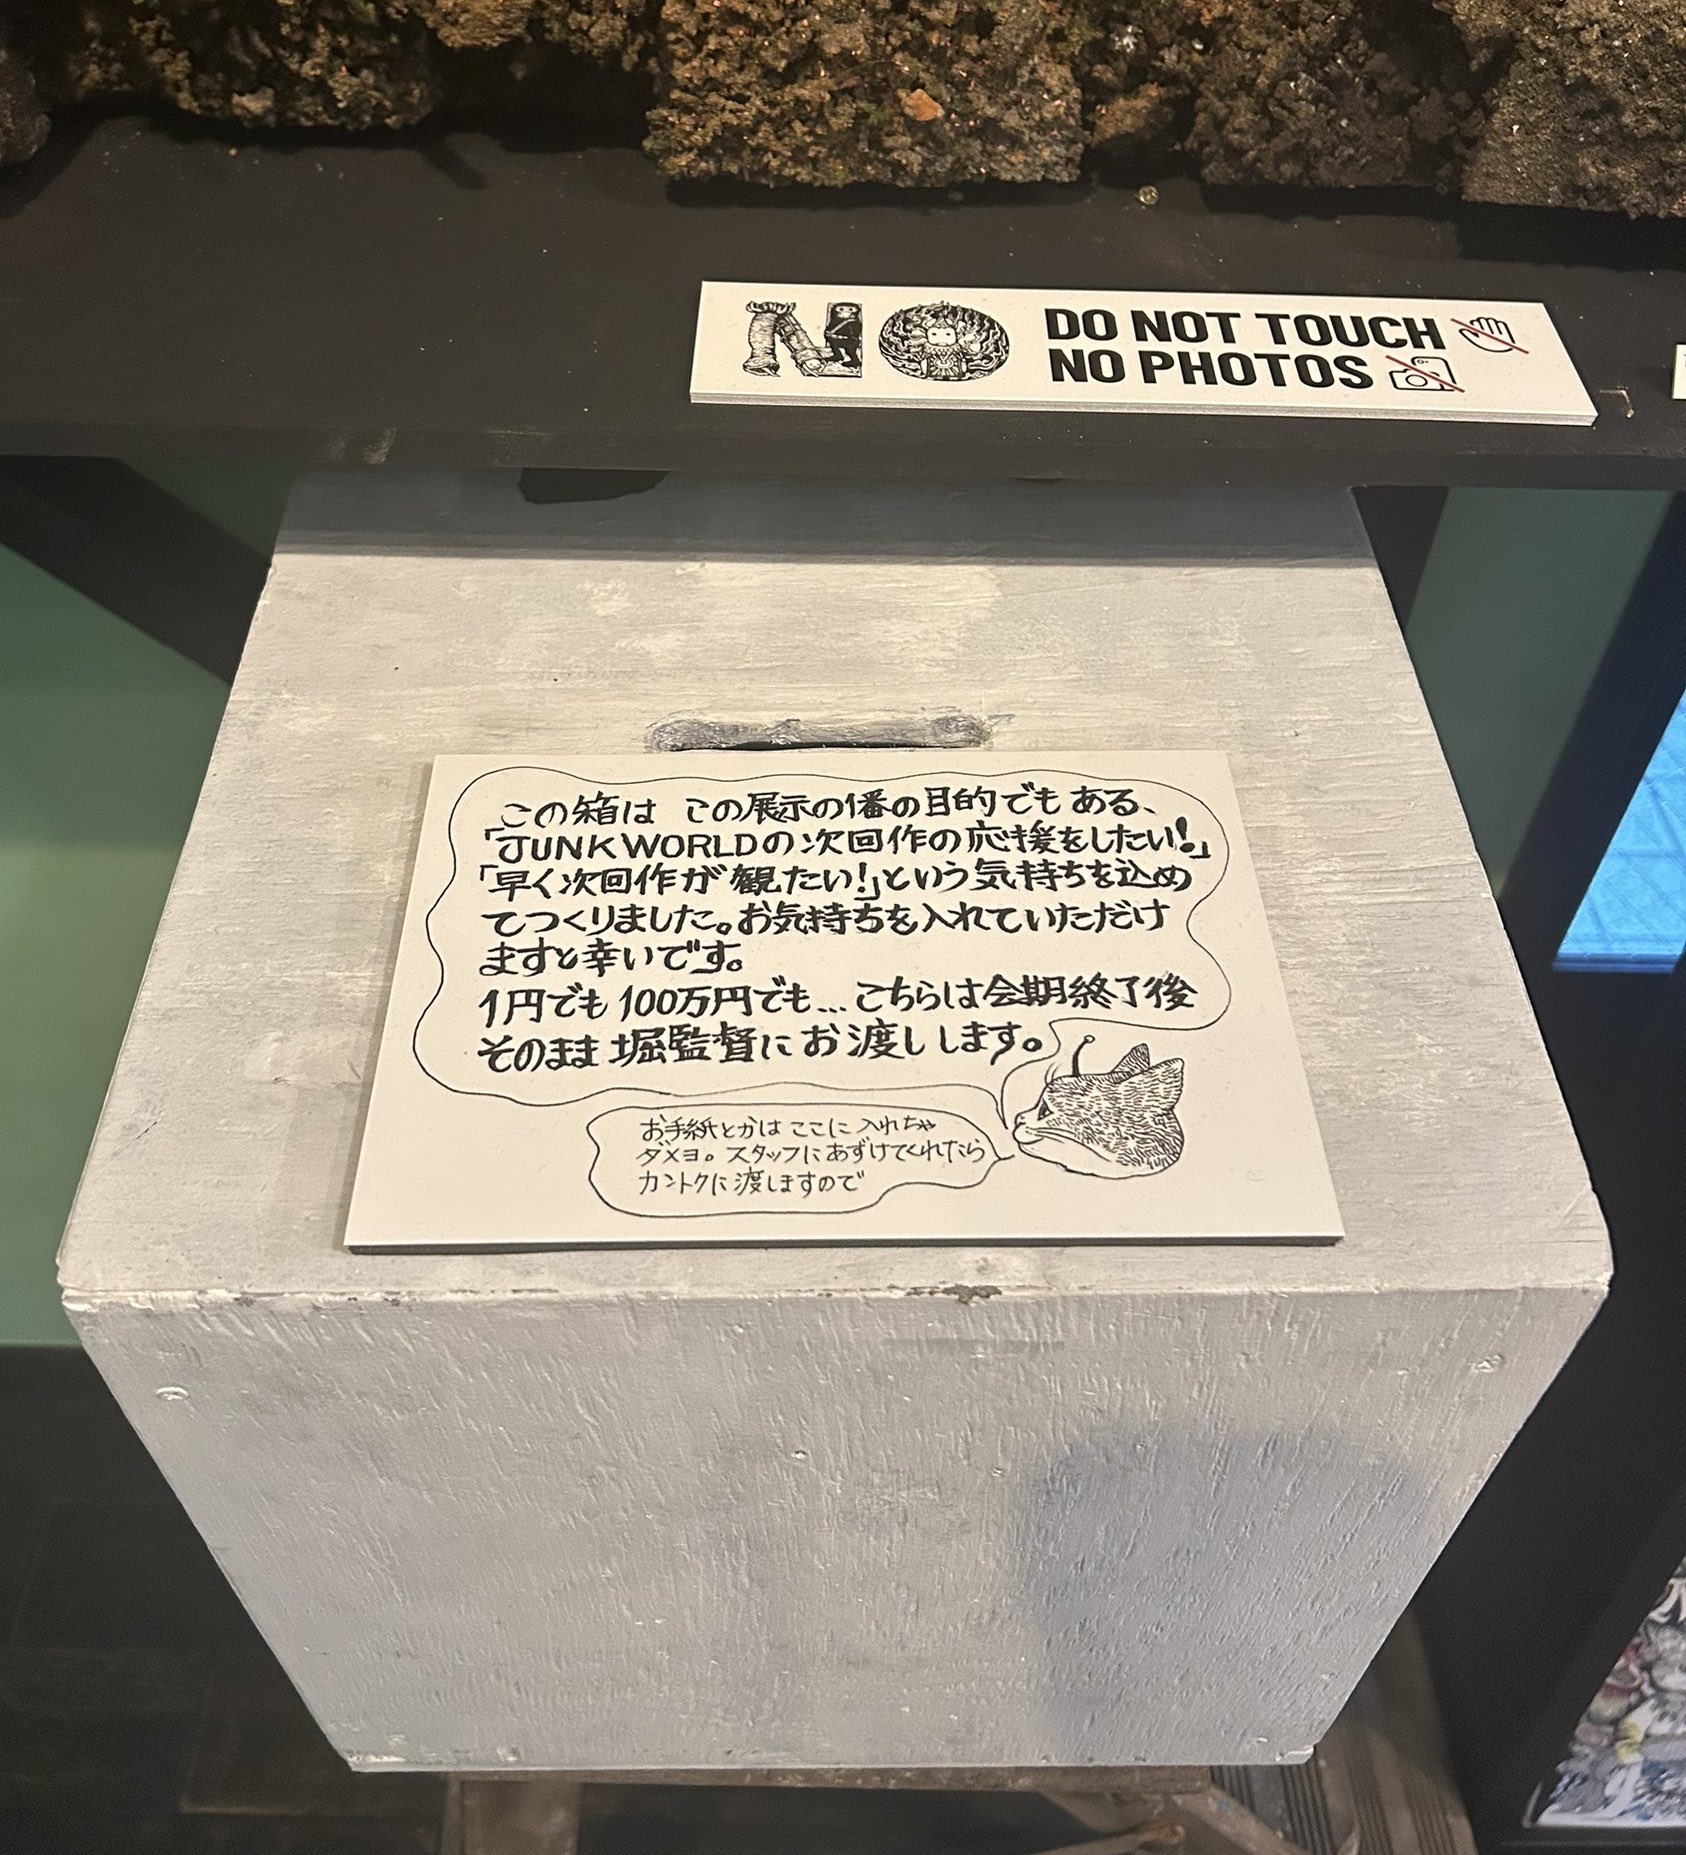 NO
DO NOT TOUCH
NO PHOTOS
この箱は この展示の1番の目的でもある、
「JUNK WORLDの次回作の応援をしたい!」
「早く次回作が観たい!」という気持ちを込め
てつくりました。お気持ちを入れていただけ
ますと幸いです。
1円でも100万円でも...こちらは会期終了後
そのまま堀監督にお渡しします。
お手紙とかはここに入れちゃ
ダメヨ。スタッフにあずけてくれたら
カントクに渡しますので